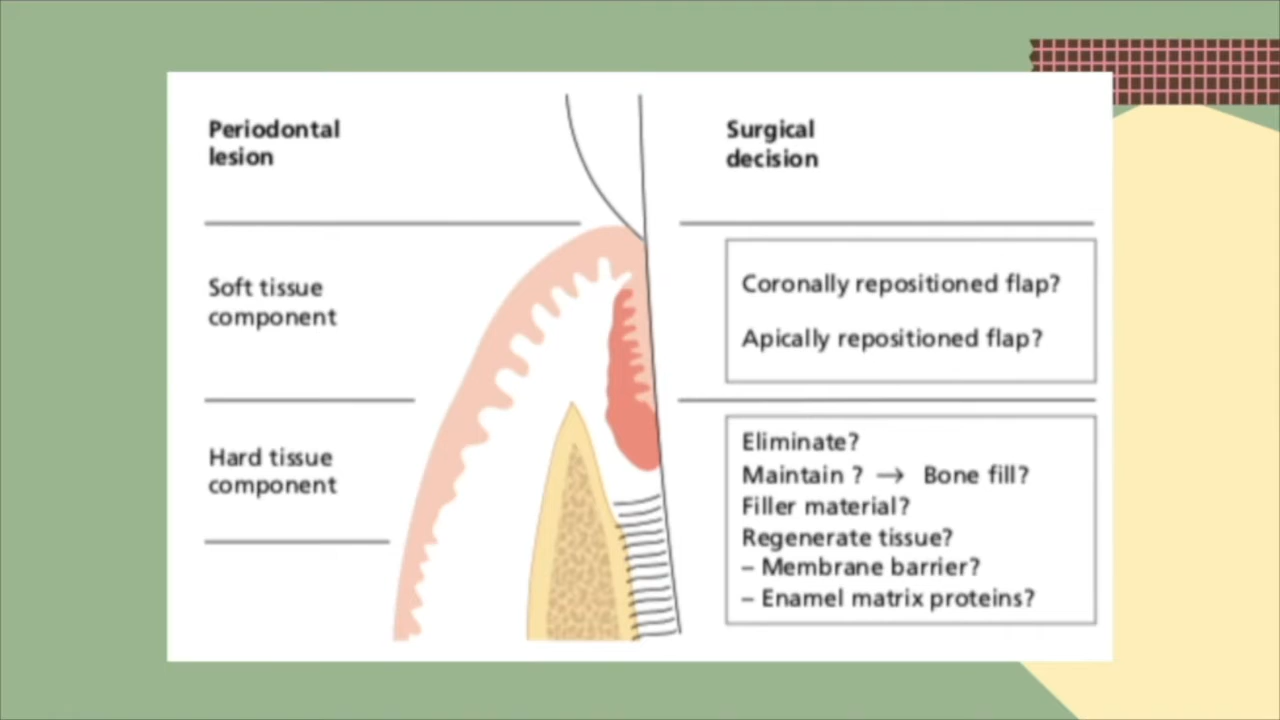 Periodontal
lesion
Surgical
decision
Soft tissue
component
Coronally repositioned flap?
Apically repositioned flap?
Hard tissue
component
Eliminate?
Maintain ? → Bone fill?
Filler material?
Regenerate tissue?
– Membrane barrier?
– Enamel matrix proteins?